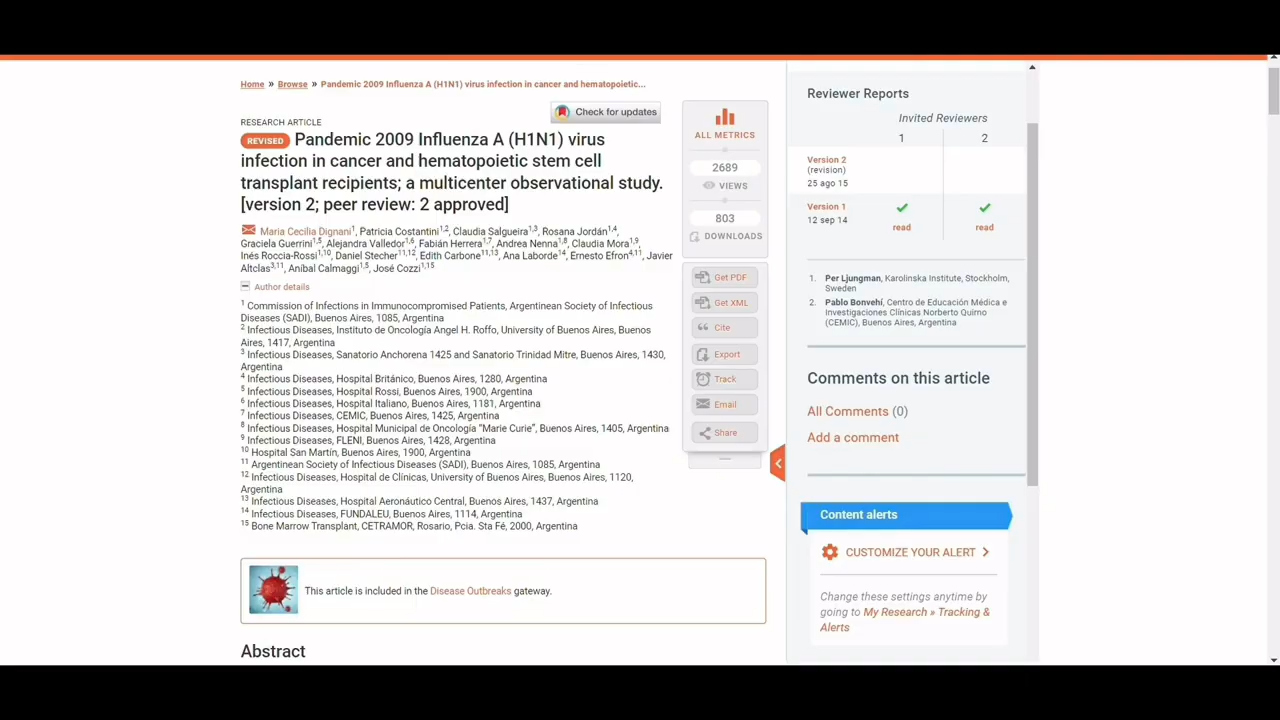 Home » Browse » Pandemic 2009 Influenza A (H1N1) virus infection in cancer and hematopoietic...
Check for updates
RESEARCH ARTICLE
REVISED Pandemic 2009 Influenza A (H1N1) virus
infection in cancer and hematopoietic stem cell
transplant recipients; a multicenter observational study.
[version 2; peer review: 2 approved]
Maria Cecilia Dignani1, Patricia Costantini1,2, Claudia Salgueira1,3, Rosana Jordán1,4,
Graciela Guerrini1,5, Alejandra Valledor1,6, Fabián Herrera1,7, Andrea Nenna1,8, Claudia Mora1,9,
Inés Roccia-Rossi1,10, Daniel Stecher11,12, Edith Carbone11,13, Ana Laborde14, Ernesto Efron4,11, Javier
Altclas3,11, Aníbal Calmaggi1,5, José Cozzi1,15
Author details
1 Commission of Infections in Immunocompromised Patients, Argentinean Society of Infectious
Diseases (SADI), Buenos Aires, 1085, Argentina
2 Infectious Diseases, Instituto de Oncología Angel H. Roffo, University of Buenos Aires, Buenos
Aires, 1417, Argentina
3 Infectious Diseases, Sanatorio Anchorena 1425 and Sanatorio Trinidad Mitre, Buenos Aires, 1430,
Argentina
4 Infectious Diseases, Hospital Británico, Buenos Aires, 1280, Argentina
5 Infectious Diseases, Hospital Rossi, Buenos Aires, 1900, Argentina
6 Infectious Diseases, Hospital Italiano, Buenos Aires, 1181, Argentina
7 Infectious Diseases, CEMIC, Buenos Aires, 1425, Argentina
8 Infectious Diseases, Hospital Municipal de Oncología “Marie Curie”, Buenos Aires, 1405, Argentina
9 Infectious Diseases, FLENI, Buenos Aires, 1428, Argentina
10 Hospital San Martín, Buenos Aires, 1900, Argentina
11 Argentinean Society of Infectious Diseases (SADI), Buenos Aires, 1085, Argentina
12 Infectious Diseases, Hospital de Clínicas, University of Buenos Aires, Buenos Aires, 1120,
Argentina
13 Infectious Diseases, Hospital Aeronáutico Central, Buenos Aires, 1437, Argentina
14 Infectious Diseases, FUNDALEU, Buenos Aires, 1114, Argentina
15 Bone Marrow Transplant, CETRAMOR, Rosario, Pcia. Sta Fé, 2000, Argentina
This article is included in the Disease Outbreaks gateway.
Abstract
ALL METRICS
2689
VIEWS
803
DOWNLOADS
Get PDF
Get XML
Cite
Export
Track
Email
Share
Reviewer Reports
Invited Reviewers
1 2
Version 2
(revision)
25 ago 15
Version 1
12 sep 14
read read
1. Per Ljungman, Karolinska Institute, Stockholm,
Sweden
2. Pablo Bonvehí, Centro de Educación Médica e
Investigaciones Clínicas Norberto Quirno
(CEMIC), Buenos Aires, Argentina
Comments on this article
All Comments (0)
Add a comment
Content alerts
CUSTOMIZE YOUR ALERT
Change these settings anytime by
going to My Research » Tracking &
Alerts